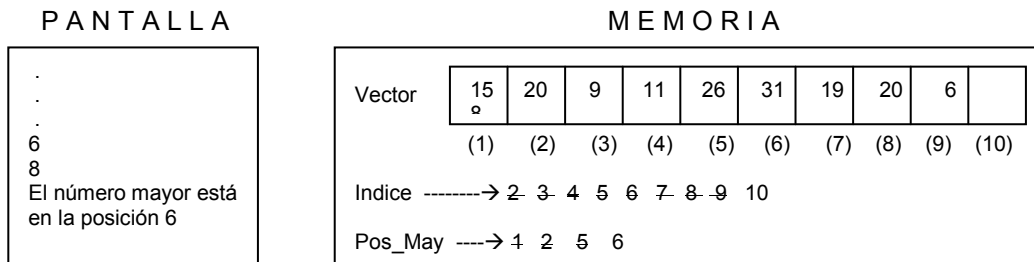 PANTALLA
.
.
.
6
8
El número mayor está
en la posición 6
MEMORIA
Vector 15 20 9 11 26 31 19 20 6
8
(1) (2) (3) (4) (5) (6) (7) (8) (9) (10)
Indice --------→ 2 3 4 5 6 7 8 9 10
Pos_May ----→ 1 2 5 6